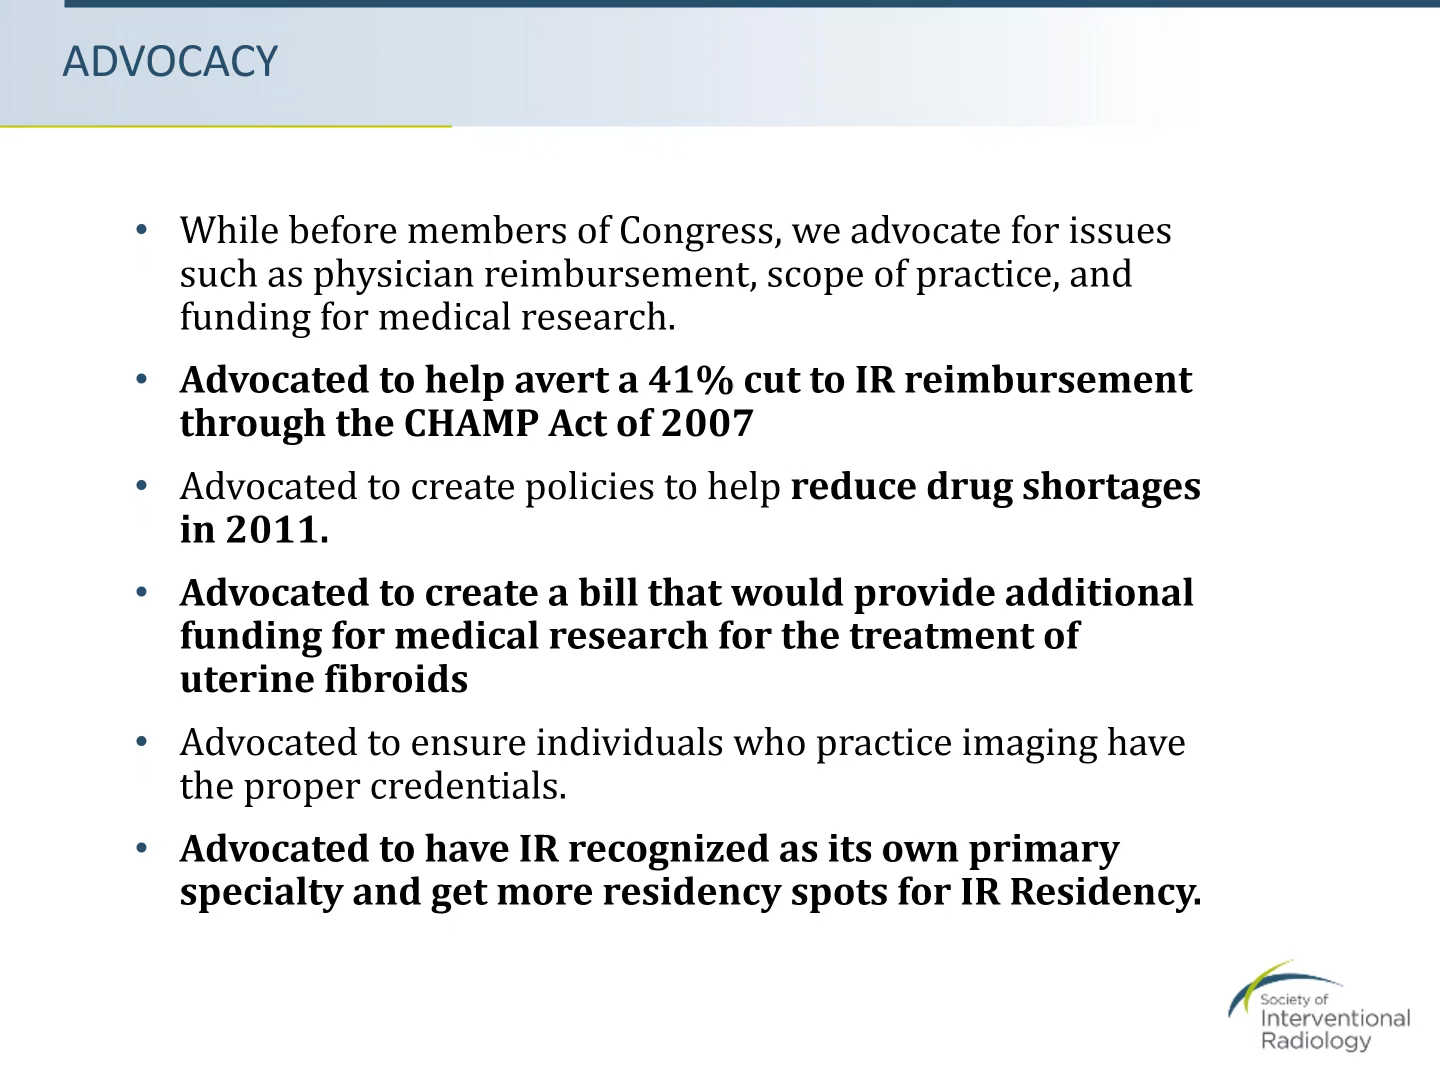 ADVOCACY
• While before members of Congress, we advocate for issues
such as physician reimbursement, scope of practice, and
funding for medical research.
• Advocated to help avert a 41% cut to IR reimbursement
through the CHAMP Act of 2007
• Advocated to create policies to help reduce drug shortages
in 2011.
• Advocated to create a bill that would provide additional
funding for medical research for the treatment of
uterine fibroids
• Advocated to ensure individuals who practice imaging have
the proper credentials.
• Advocated to have IR recognized as its own primary
specialty and get more residency spots for IR Residency.
Society of
Interventional
Radiology